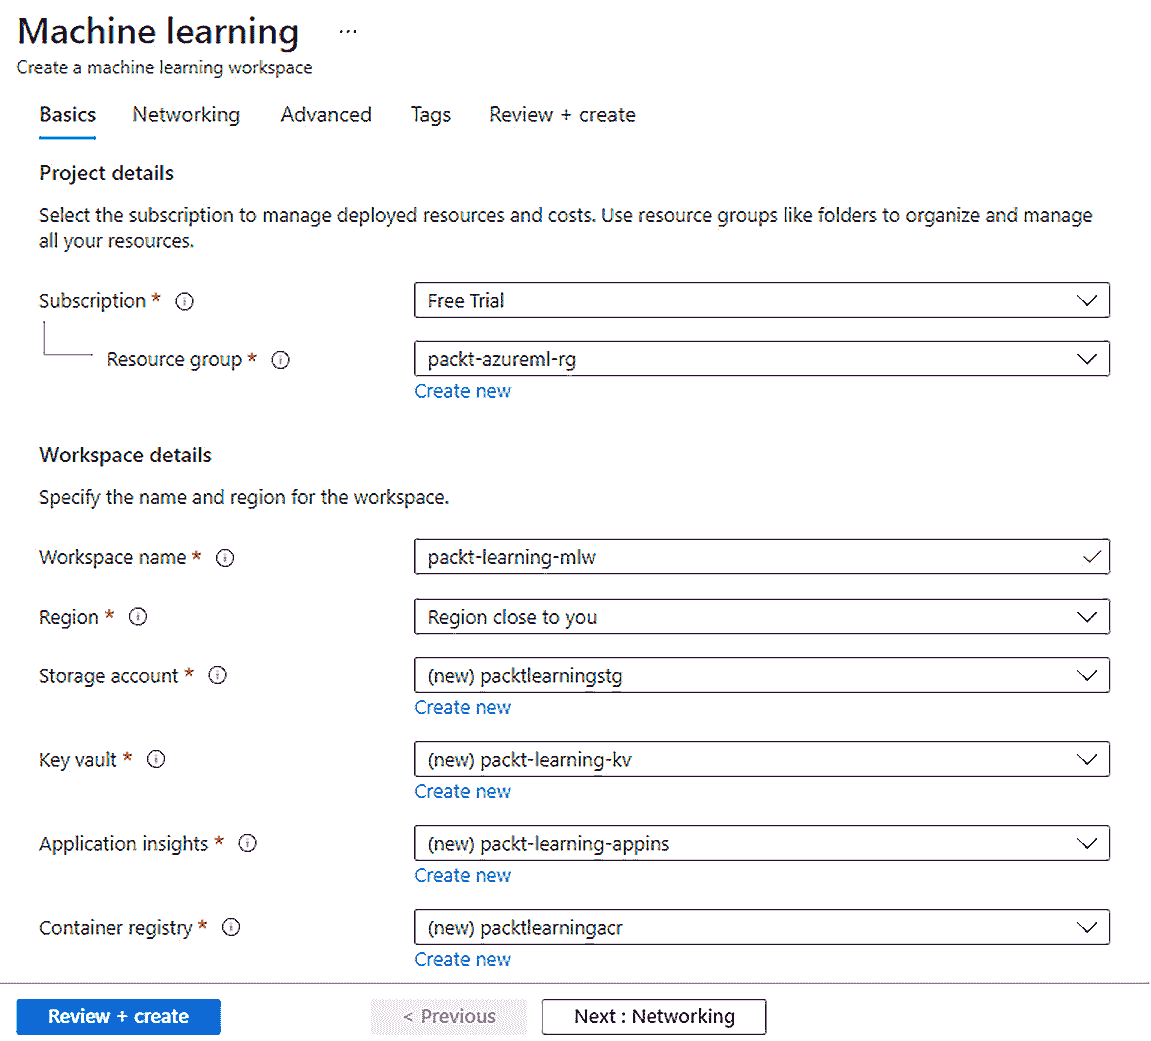 Machine learning ...
Create a machine learning workspace
Basics Networking Advanced Tags Review + create
Project details
Select the subscription to manage deployed resources and costs. Use resource groups like folders to organize and manage
all your resources.
Subscription * Free Trial
Resource group * packt-azureml-rg
Create new
Workspace details
Specify the name and region for the workspace.
Workspace name * packt-learning-mlw
Region * Region close to you
Storage account * (new) packtlearningstg
Create new
Key vault * (new) packt-learning-kv
Create new
Application insights * (new) packt-learning-appins
Create new
Container registry * (new) packtlearningacr
Create new
Review + create < Previous Next : Networking